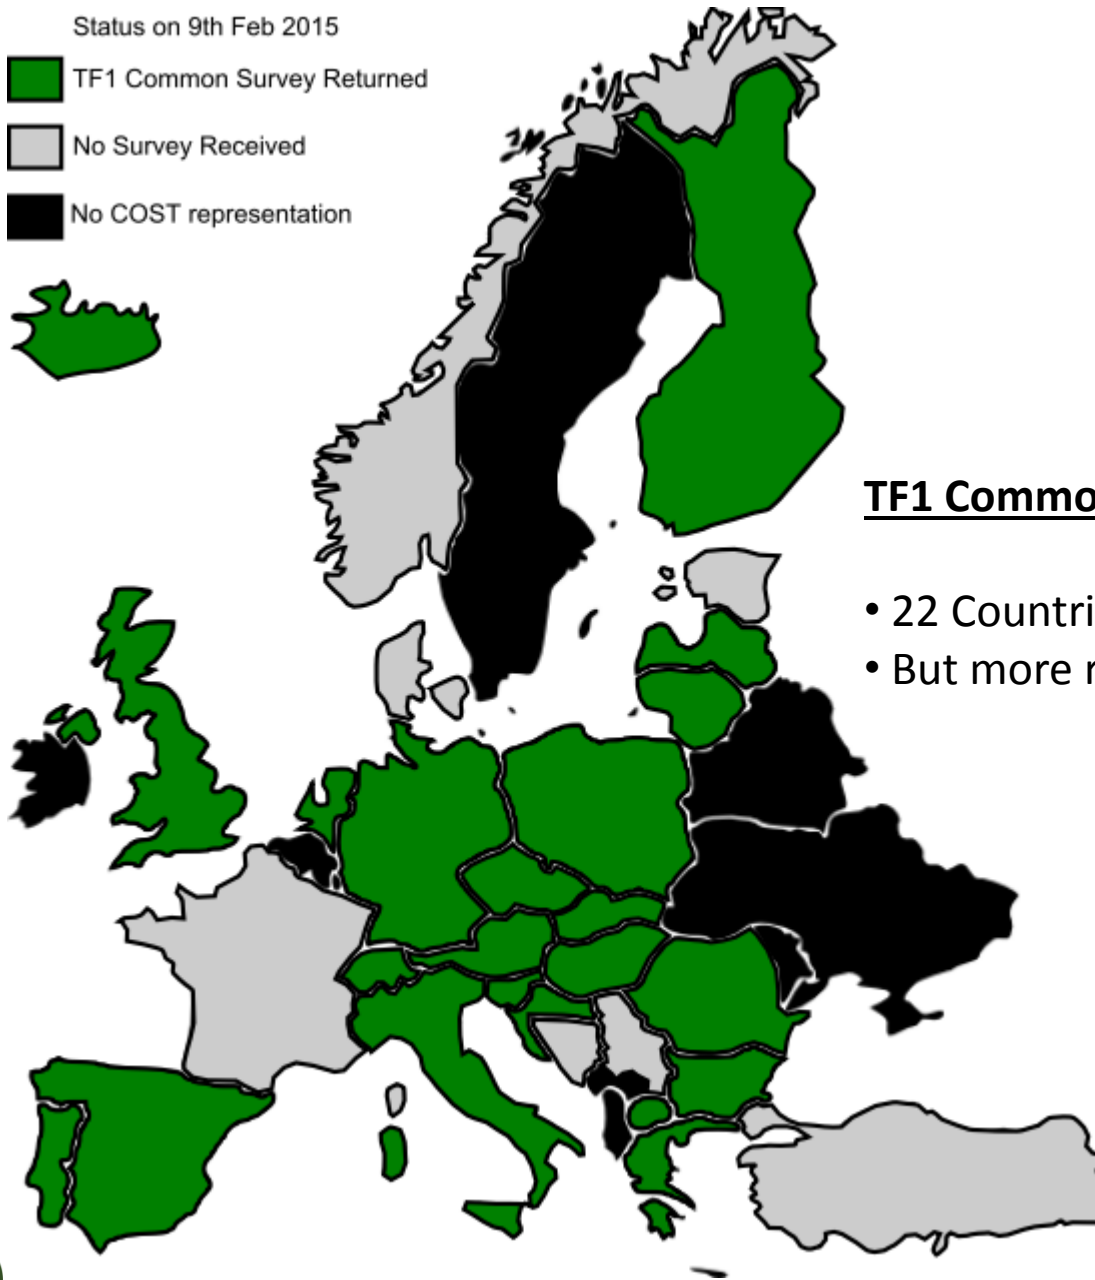 Status on 9th Feb 2015
TF1 Common Survey Returned
No Survey Received
No COST representation
TF1 Commo
• 22 Countri
• But more